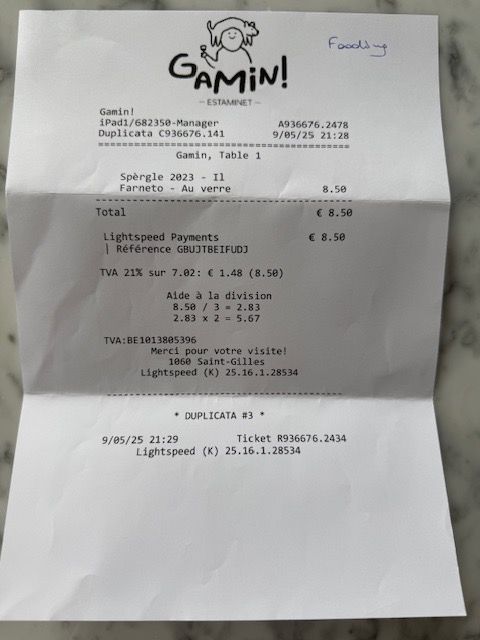 GAMiN!
— ESTAMINET —
Fooding
Gamin!
iPad1/682350-Manager A936676.2478
Duplicata C936676.141 9/05/25 21:28
Gamin, Table 1
Spèrgle 2023 - Il
Farneto - Au verre 8.50
Total € 8.50
Lightspeed Payments € 8.50
| Référence GBUJTBEIFUDJ
TVA 21% sur 7.02: € 1.48 (8.50)
Aide à la division
8.50 / 3 = 2.83
2.83 x 2 = 5.67
TVA:BE1013805396
Merci pour votre visite!
1060 Saint-Gilles
Lightspeed (K) 25.16.1.28534
* DUPLICATA #3 *
9/05/25 21:29 Ticket R936676.2434
Lightspeed (K) 25.16.1.28534